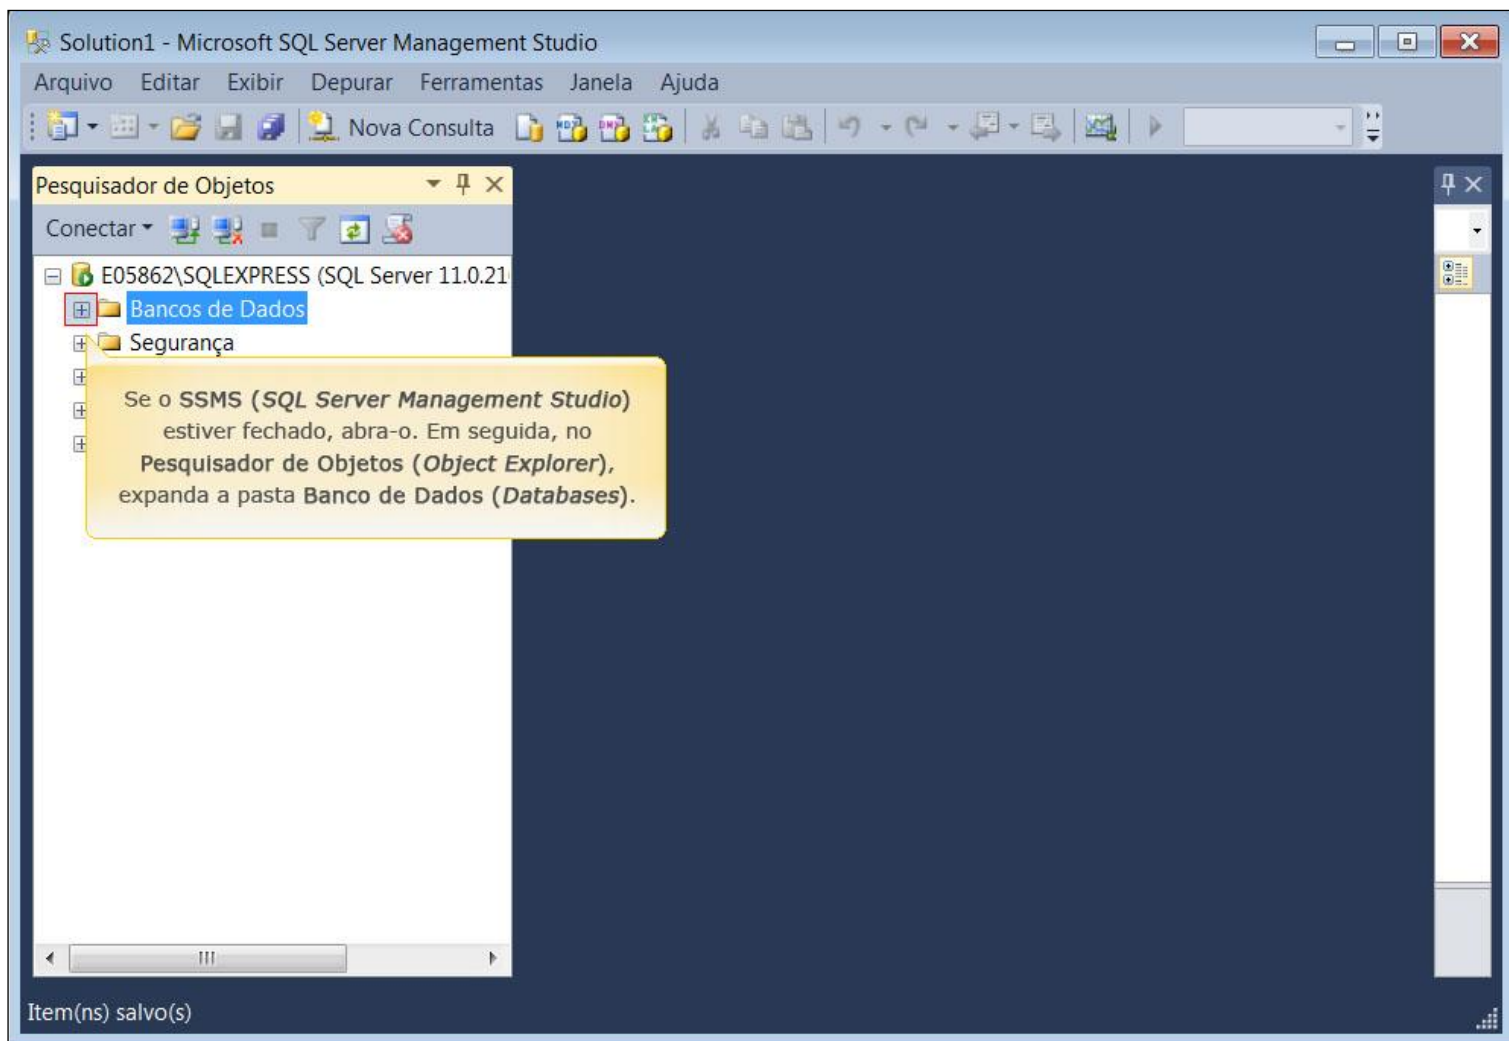 Solution1 - Microsoft SQL Server Management Studio
Arquivo Editar Exibir Depurar Ferramentas Janela Ajuda
Nova Consulta
Pesquisador de Objetos
Conectar
E05862\SQLEXPRESS (SQL Server 11.0.21
Bancos de Dados
Segurança
Se o SSMS (SQL Server Management Studio)
estiver fechado, abra-o. Em seguida, no
Pesquisador de Objetos (Object Explorer),
expanda a pasta Banco de Dados (Databases).
Item(ns) salvo(s)